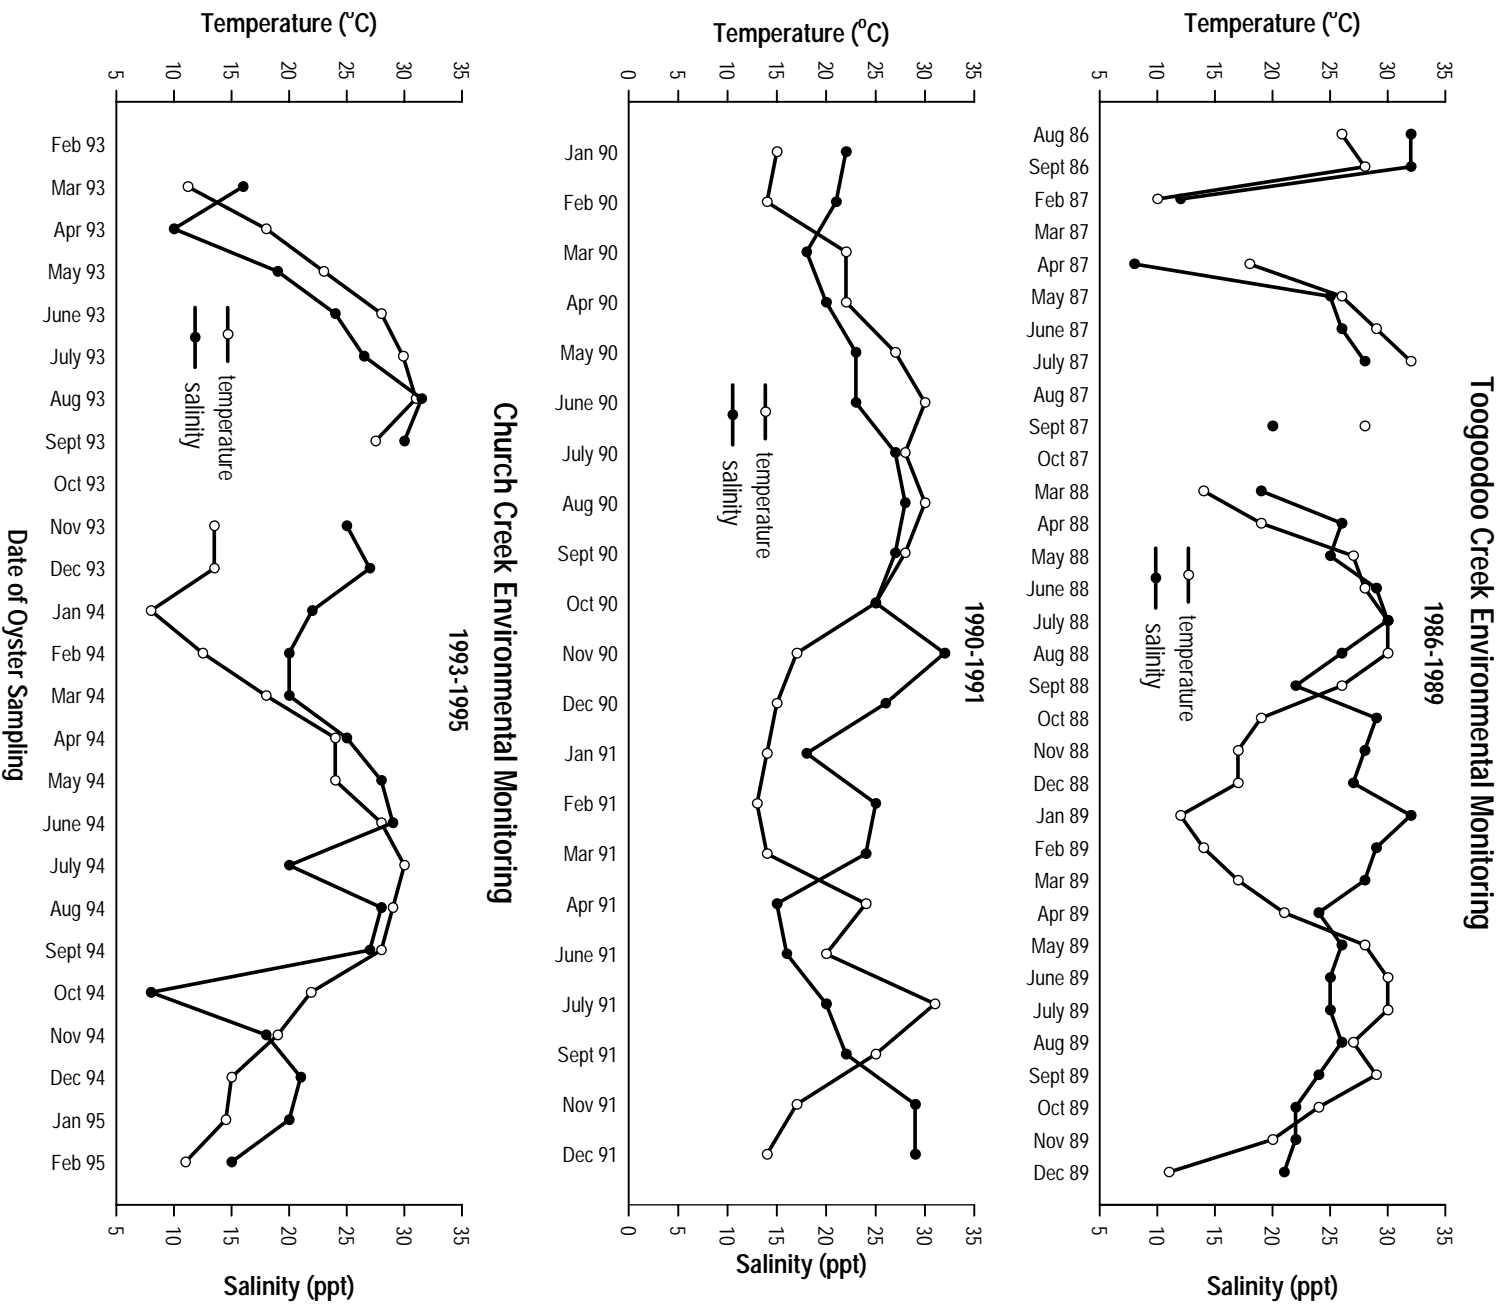 Toogoodoo Creek Environmental Monitoring
1986-1989
Temperature (°C)
35
30
25
20
15
10
5
temperature
salinity
Aug 86
Sept 86
Feb 87
Mar 87
Apr 87
May 87
June 87
July 87
Aug 87
Sept 87
Oct 87
Mar 88
Apr 88
May 88
June 88
July 88
Aug 88
Sept 88
Oct 88
Nov 88
Dec 88
Jan 89
Feb 89
Mar 89
Apr 89
May 89
June 89
July 89
Aug 89
Sept 89
Oct 89
Nov 89
Dec 89
35
30
25
20
15
10
5
Salinity (ppt)
1990-1991
Temperature (°C)
35
30
25
20
15
10
5
0
temperature
salinity
Jan 90
Feb 90
Mar 90
Apr 90
May 90
June 90
July 90
Aug 90
Sept 90
Oct 90
Nov 90
Dec 90
Jan 91
Feb 91
Mar 91
Apr 91
June 91
July 91
Sept 91
Nov 91
Dec 91
35
30
25
20
15
10
5
0
Salinity (ppt)
Church Creek Environmental Monitoring
1993-1995
Temperature (°C)
35
30
25
20
15
10
5
temperature
salinity
Feb 93
Mar 93
Apr 93
May 93
June 93
July 93
Aug 93
Sept 93
Oct 93
Nov 93
Dec 93
Jan 94
Feb 94
Mar 94
Apr 94
May 94
June 94
July 94
Aug 94
Sept 94
Oct 94
Nov 94
Dec 94
Jan 95
Feb 95
35
30
25
20
15
10
5
Salinity (ppt)
Date of Oyster Sampling